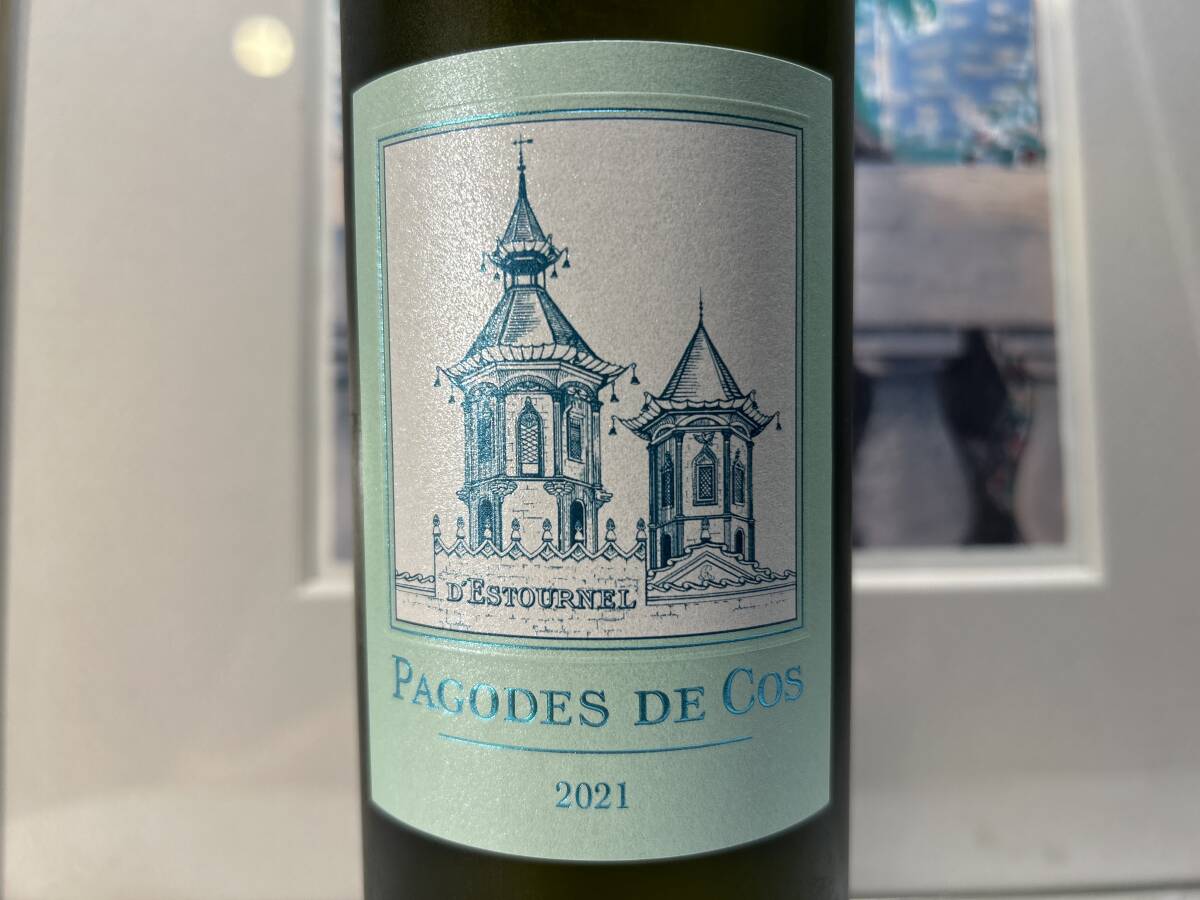 D'ESTOURNEL
PAGODES DE COS
2021